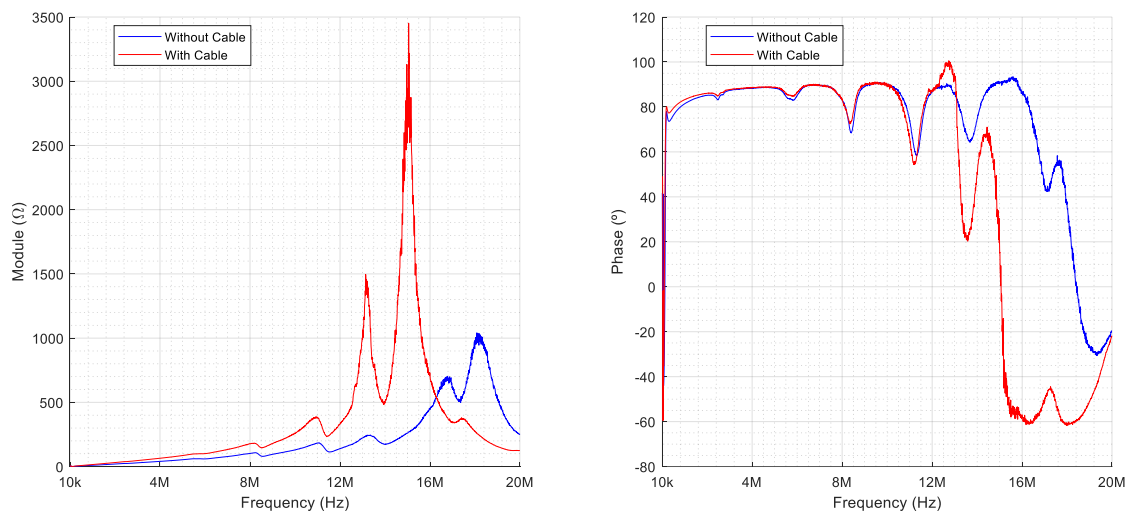 3500
3000
2500
2000
1500
1000
500
0
Module (Ω)
Without Cable
With Cable
10k 4M 8M 12M 16M 20M
Frequency (Hz)
120
100
80
60
40
20
0
-20
-40
-60
-80
Phase (º)
Without Cable
With Cable
10k 4M 8M 12M 16M 20M
Frequency (Hz)